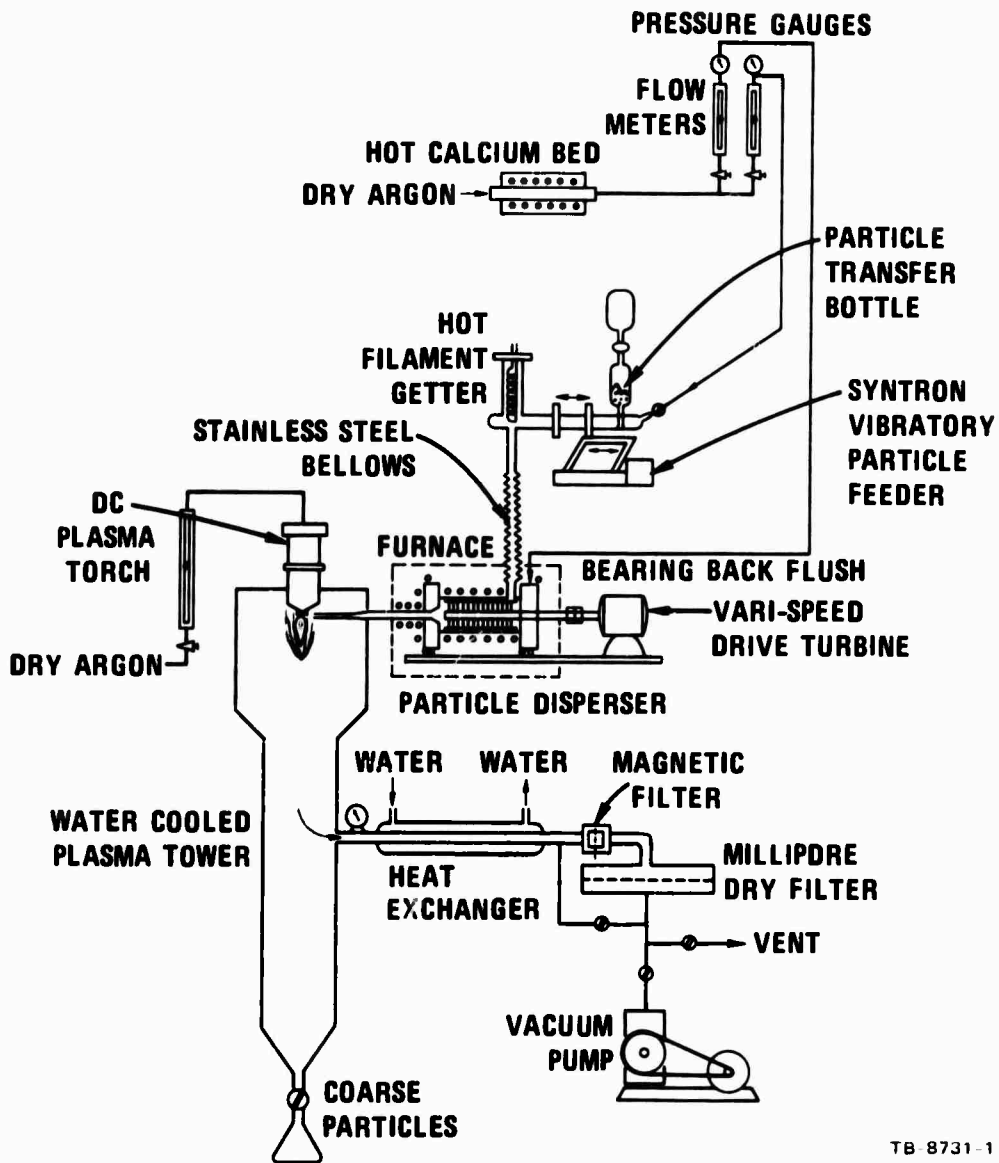 PRESSURE GAUGES
FLOW
METERS
HOT CALCIUM BED
DRY ARGON
PARTICLE
TRANSFER
BOTTLE
HOT
FILAMENT
GETTER
SYNTRON
VIBRATORY
PARTICLE
FEEDER
STAINLESS STEEL
BELLOWS
DC
PLASMA
TORCH
FURNACE
BEARING BACK FLUSH
VARI-SPEED
DRIVE TURBINE
DRY ARGON
PARTICLE DISPERSER
WATER
WATER
MAGNETIC
FILTER
WATER COOLED
PLASMA TOWER
HEAT
EXCHANGER
MILLIPDRE
DRY FILTER
VENT
VACUUM
PUMP
COARSE
PARTICLES
TB-8731-1